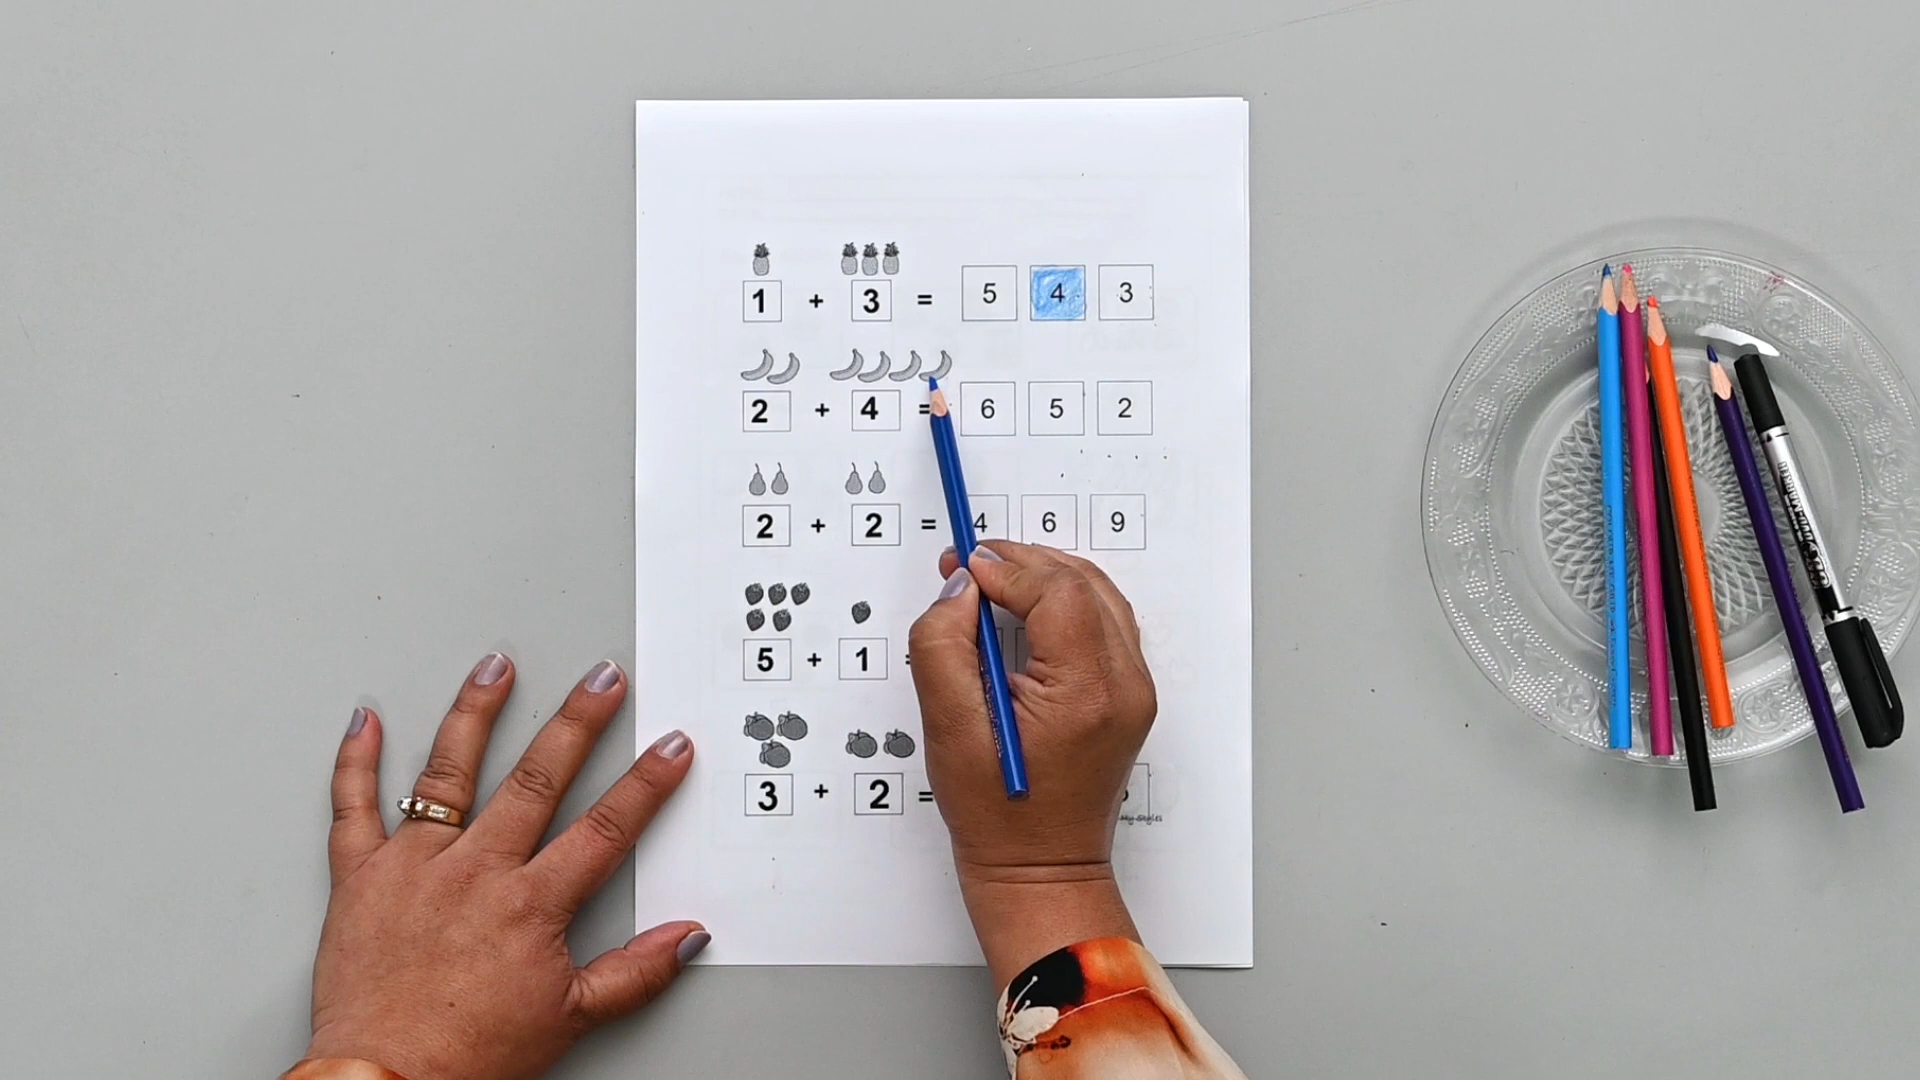 1 + 3 = 5 4 3
2 + 4 = 6 5 2
2 + 2 = 4 6 9
5 + 1 =
3 + 2 =